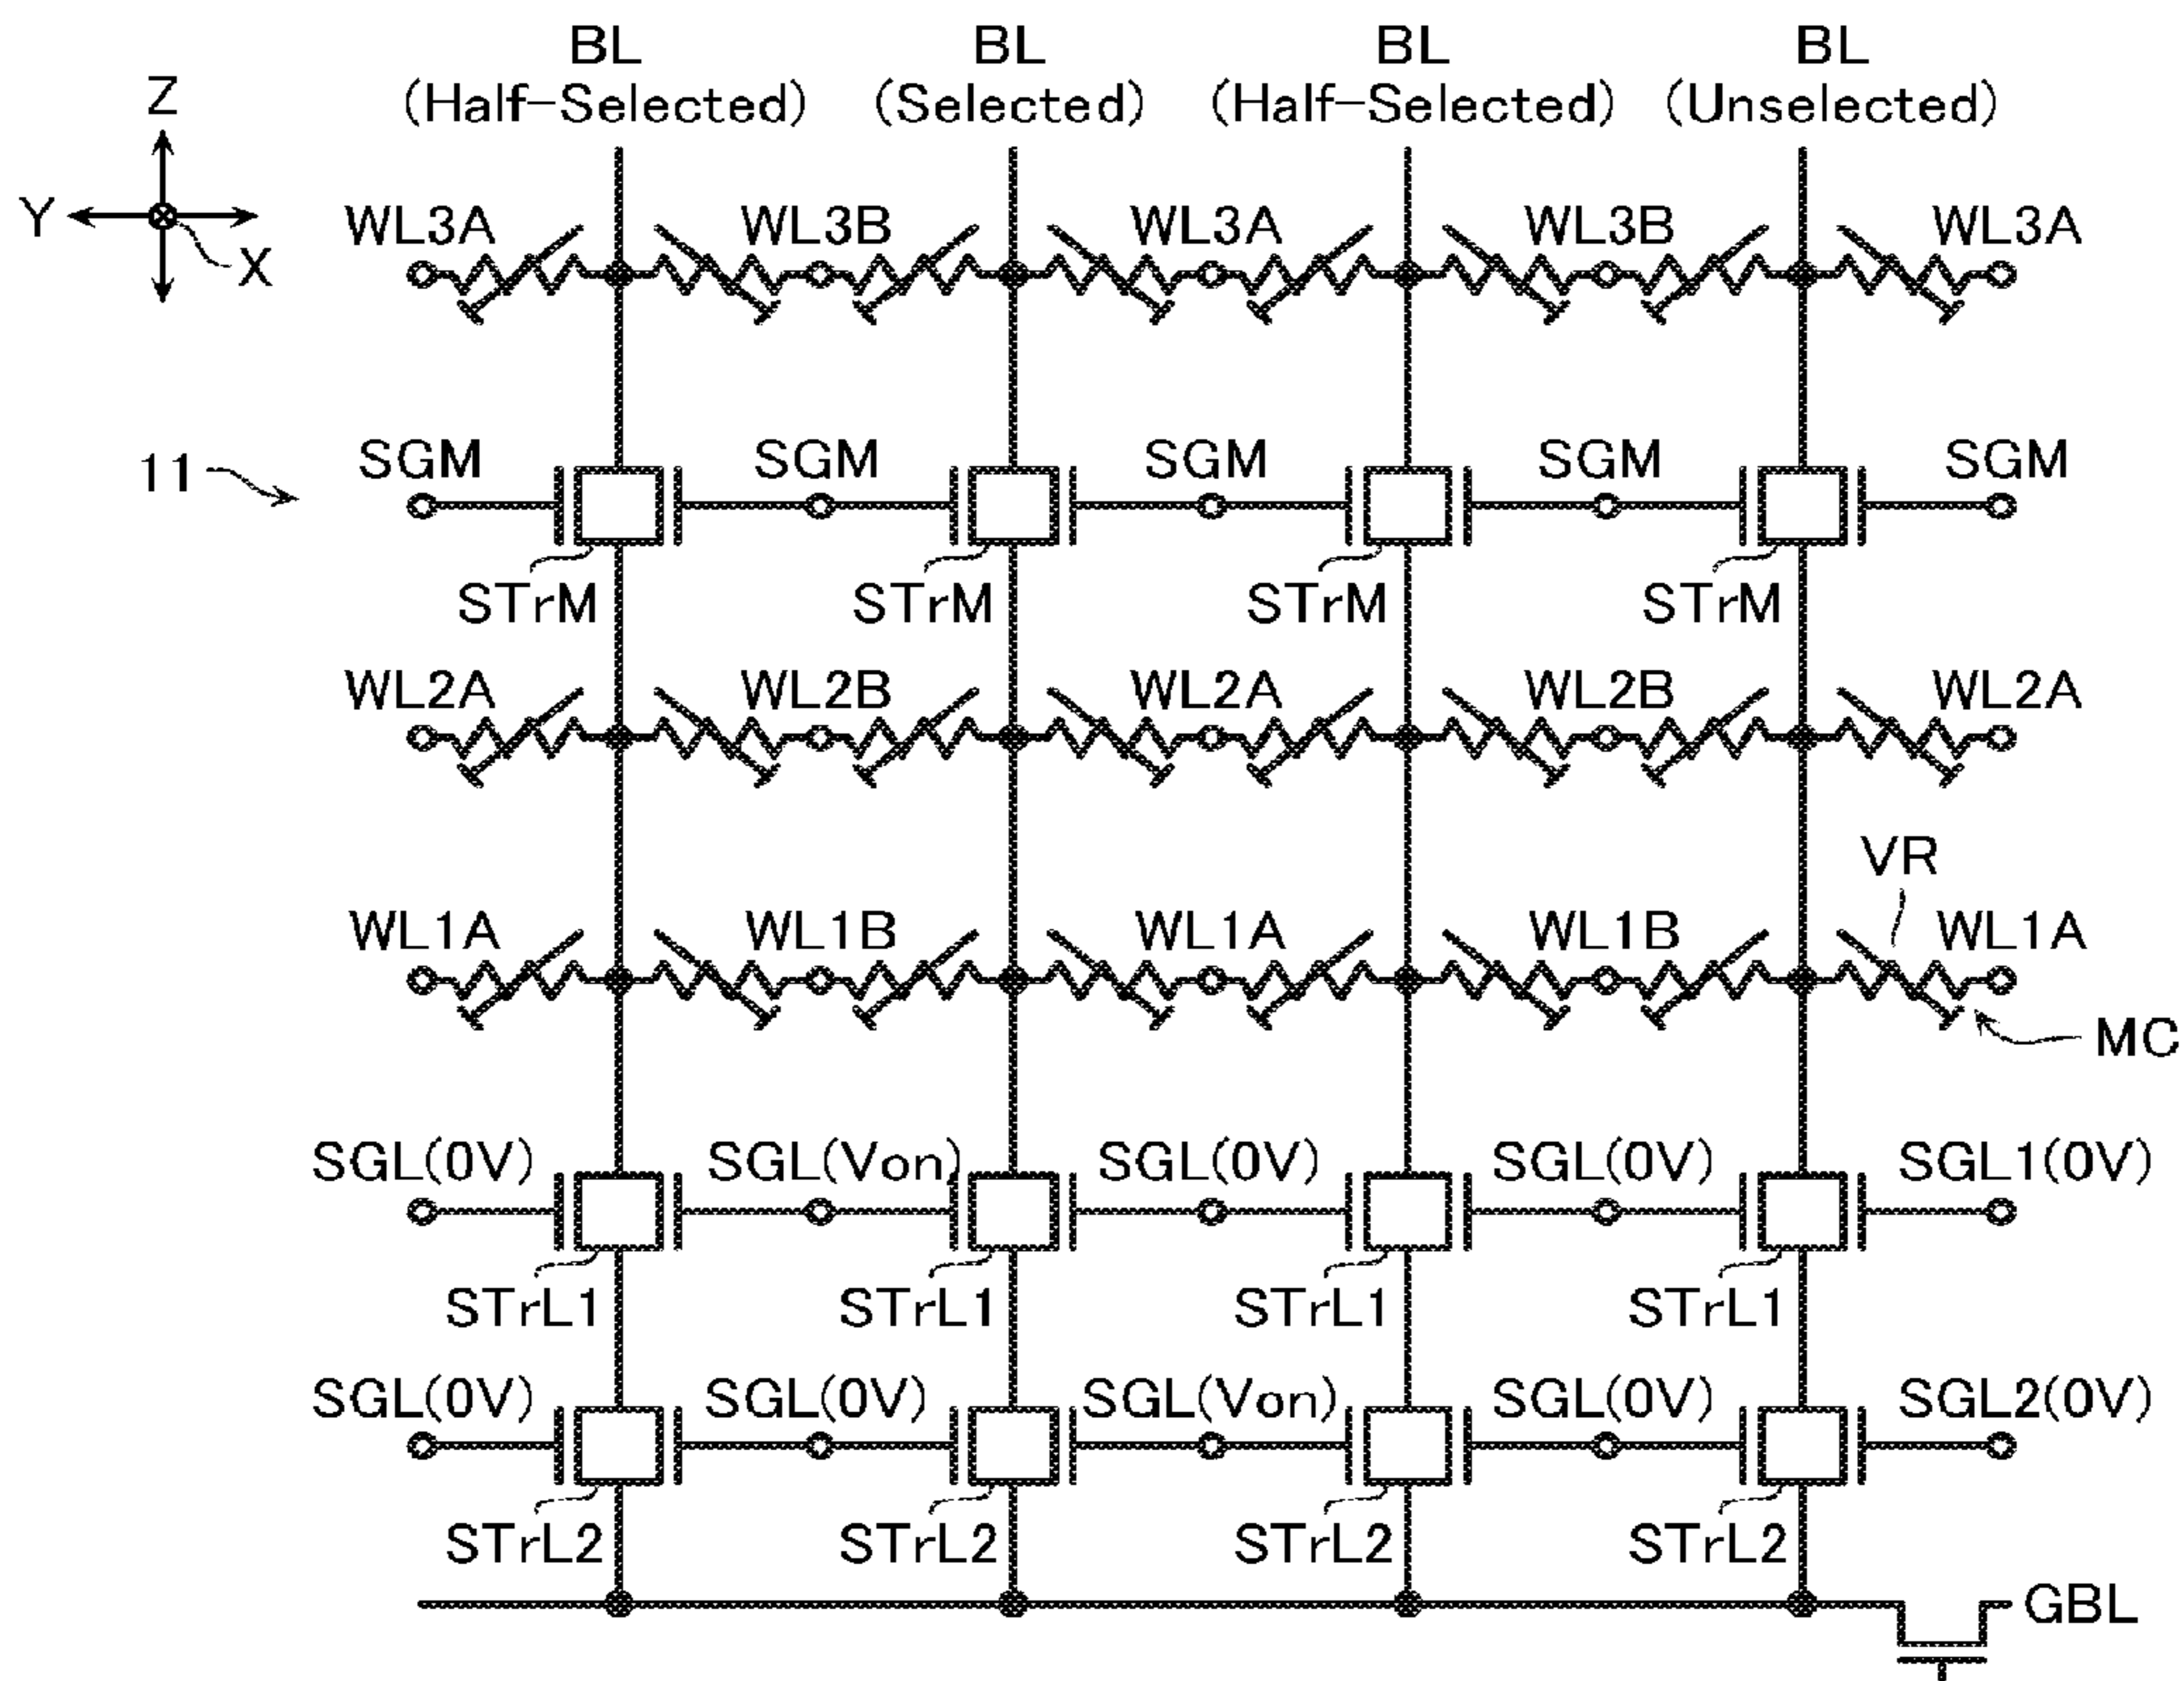 BL BL BL BL
(Half-Selected) (Selected) (Half-Selected) (Unselected)
Z
Y
X
WL3A WL3B WL3A WL3B WL3A
11
SGM SGM SGM SGM SGM
STrM STrM STrM STrM
WL2A WL2B WL2A WL2B WL2A
VR
WL1A WL1B WL1A WL1B WL1A
MC
SGL(0V) SGL(Von) SGL(0V) SGL(0V) SGL1(0V)
STrL1 STrL1 STrL1 STrL1
SGL(0V) SGL(0V) SGL(Von) SGL(0V) SGL2(0V)
STrL2 STrL2 STrL2 STrL2
GBL